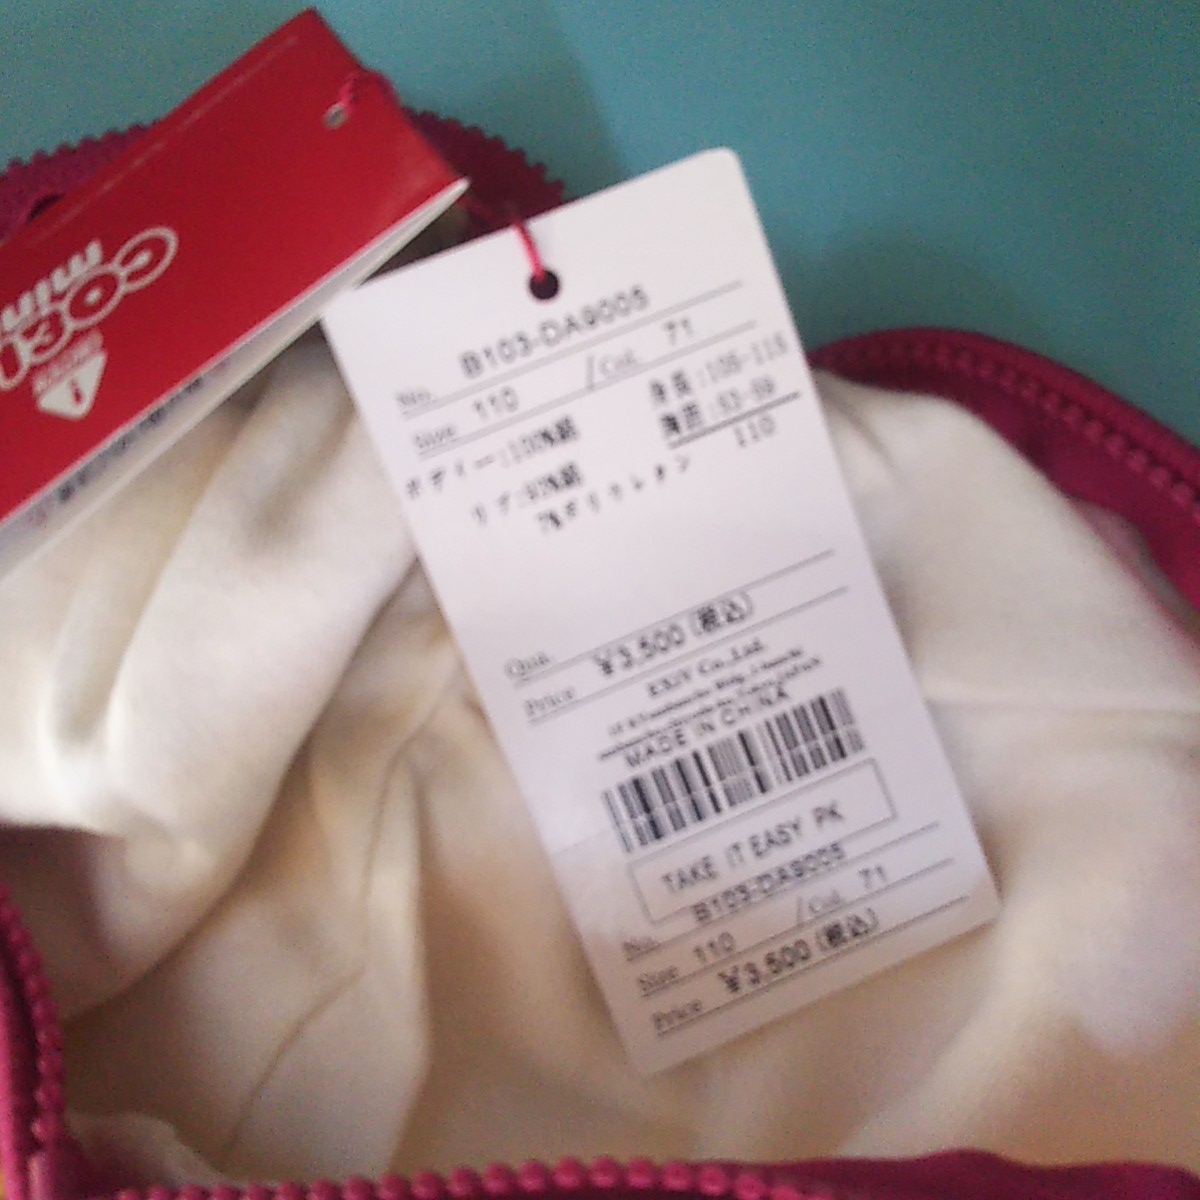 mini
B103-DA9005
No.
/Col. 71
Size 110
身長:105-115
胸囲:53-59
110
ボディー:100%綿
リブ:93%綿
7%ポリウレタン
Qual.
Price ¥3,500(税込)
Co.,Ltd.
MADE IN CHINA
TAKE IT EASY PK
B103-DA9005
No.
/Col. 71
Size 110
Price ¥3,500(税込)